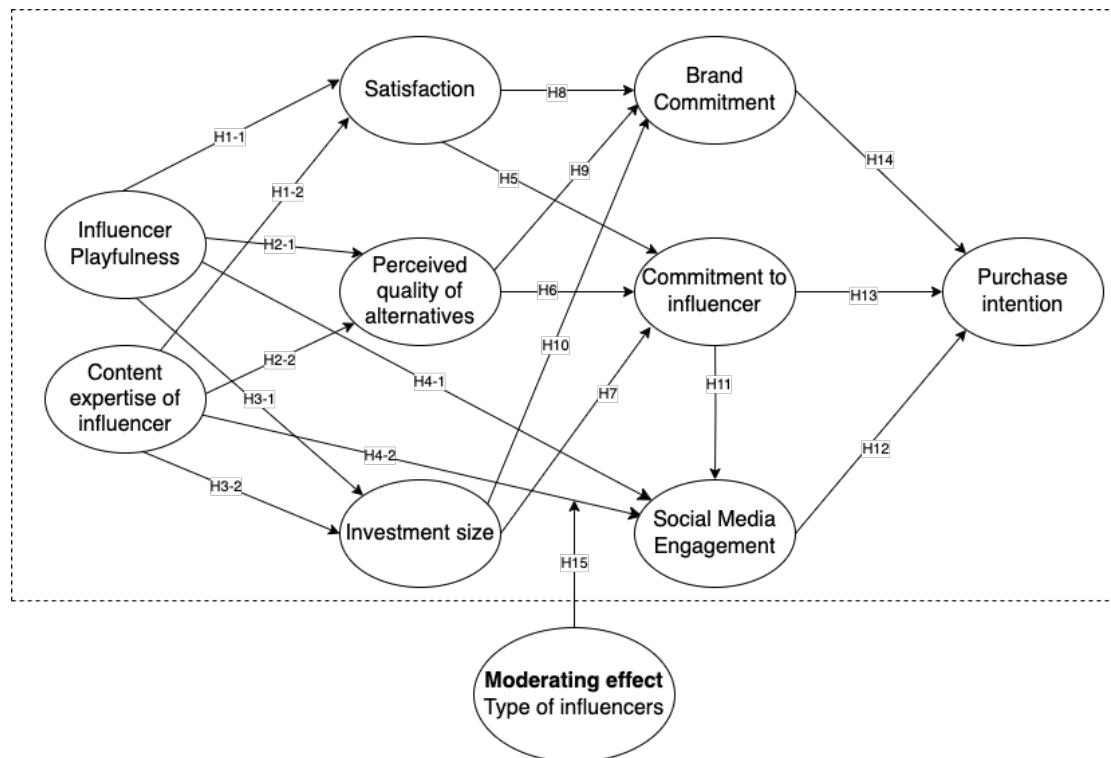 Satisfaction
H8
Brand
Commitment
H1-1
H14
H9
H5
H1-2
Influencer
Playfulness
H2-1
Perceived
quality of
alternatives
H6
Commitment to
influencer
H13
Purchase
intention
H10
H2-2
Content
expertise of
influencer
H4-1
H11
H7
H3-1
H12
H4-2
H3-2
Investment size
Social Media
Engagement
H15
Moderating effect
Type of influencers